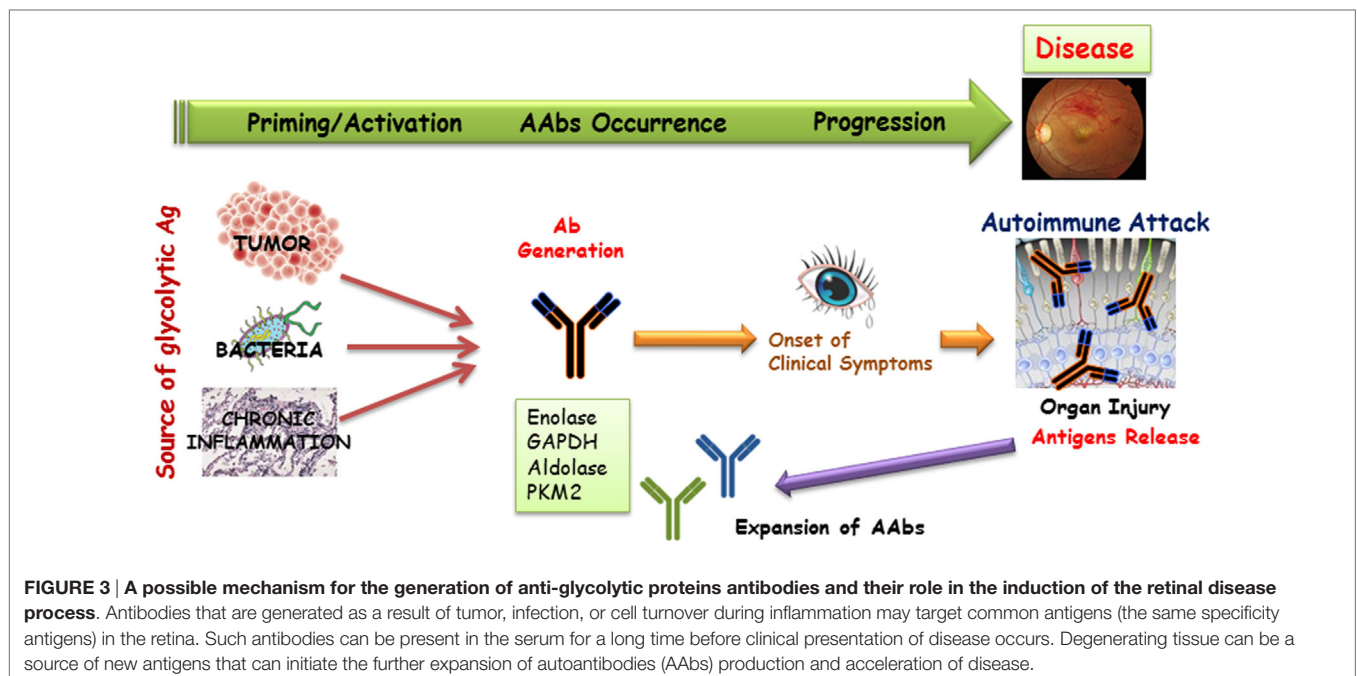 Disease
Priming/Activation AAbs Occurrence Progression
Source of glycolytic Ag
TUMOR
BACTERIA
CHRONIC
INFLAMMATION
Ab
Generation
Enolase
GAPDH
Aldolase
PKM2
Onset of
Clinical Symptoms
Autoimmune Attack
Organ Injury
Antigens Release
Expansion of AAbs
FIGURE 3 | A possible mechanism for the generation of anti-glycolytic proteins antibodies and their role in the induction of the retinal disease
process. Antibodies that are generated as a result of tumor, infection, or cell turnover during inflammation may target common antigens (the same specificity
antigens) in the retina. Such antibodies can be present in the serum for a long time before clinical presentation of disease occurs. Degenerating tissue can be a
source of new antigens that can initiate the further expansion of autoantibodies (AAbs) production and acceleration of disease.